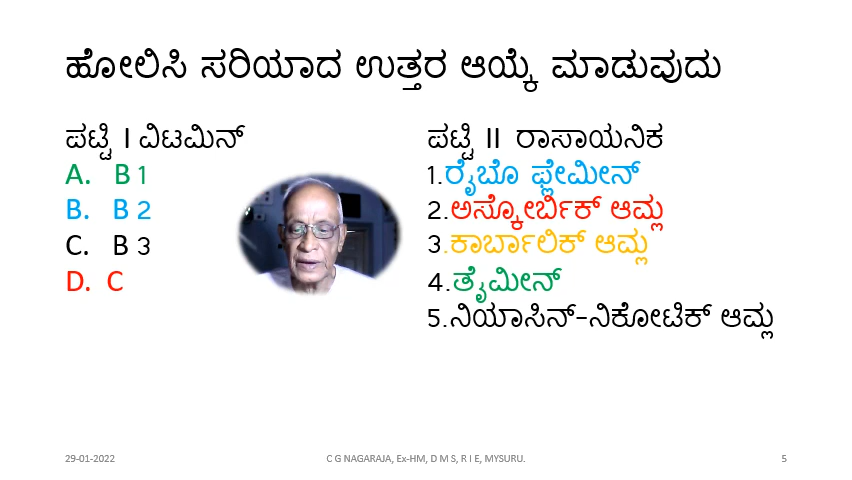 ಹೋಲಿಸಿ ಸರಿಯಾದ ಉತ್ತರ ಆಯ್ಕೆ ಮಾಡುವುದು
ಪಟ್ಟಿ I ವಿಟಮಿನ್
A. B 1
B. B 2
C. B 3
D. C
ಪಟ್ಟಿ II ರಾಸಾಯನಿಕ
1.ರೈಬೊ ಫ್ಲೇಮೀನ್
2.ಅಸ್ಕೋರ್ಬಿಕ್ ಆಮ್ಲ
3.ಕಾರ್ಬಾಲಿಕ್ ಆಮ್ಲ
4.ತೈಮೀನ್
5.ನಿಯಾಸಿನ್-ನಿಕೋಟಿಕ್ ಆಮ್ಲ
29-01-2022
C G NAGARAJA, Ex-HM, D M S, R I E, MYSURU.
5